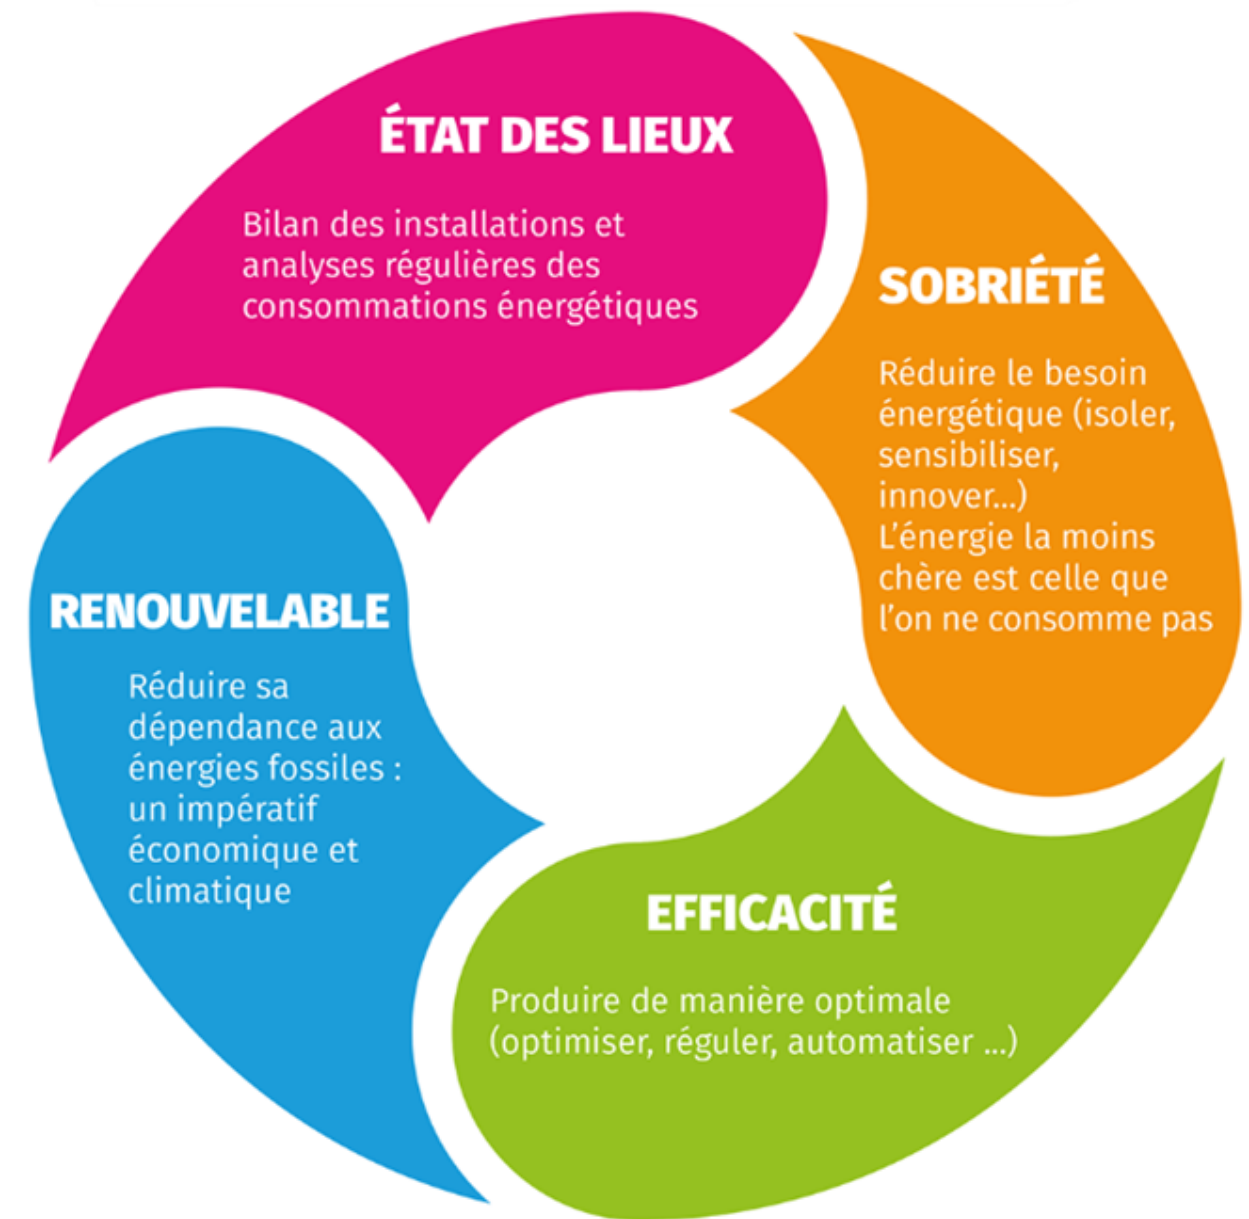 ÉTAT DES LIEUX
Bilan des installations et
analyses régulières des
consommations énergétiques
SOBRIÉTÉ
Réduire le besoin
énergétique (isoler,
sensibiliser,
innover...)
L'énergie la moins
chère est celle que
l'on ne consomme pas
EFFICACITÉ
Produire de manière optimale
(optimiser, réguler, automatiser ...)
RENOUVELABLE
Réduire sa
dépendance aux
énergies fossiles :
un impératif
économique et
climatique